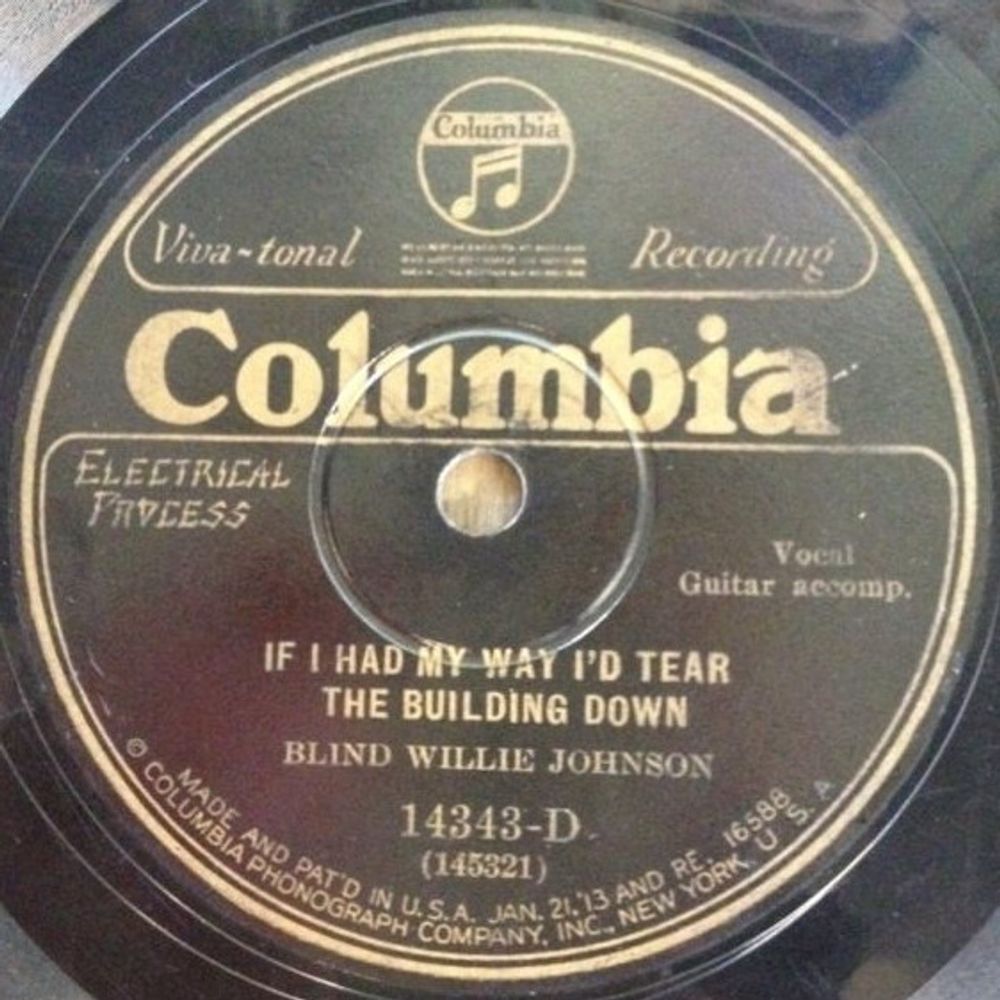 Columbia
Viva-tonal Recording
Columbia
ELECTRICAL
PROCESS
Vocal
Guitar accomp.
IF I HAD MY WAY I'D TEAR
THE BUILDING DOWN
BLIND WILLIE JOHNSON
14343-D
(145321)
MADE AND PAT'D IN U.S.A. JAN. 21,'13 AND RE. 16588
© COLUMBIA PHONOGRAPH COMPANY, INC., NEW YORK, U.S.A